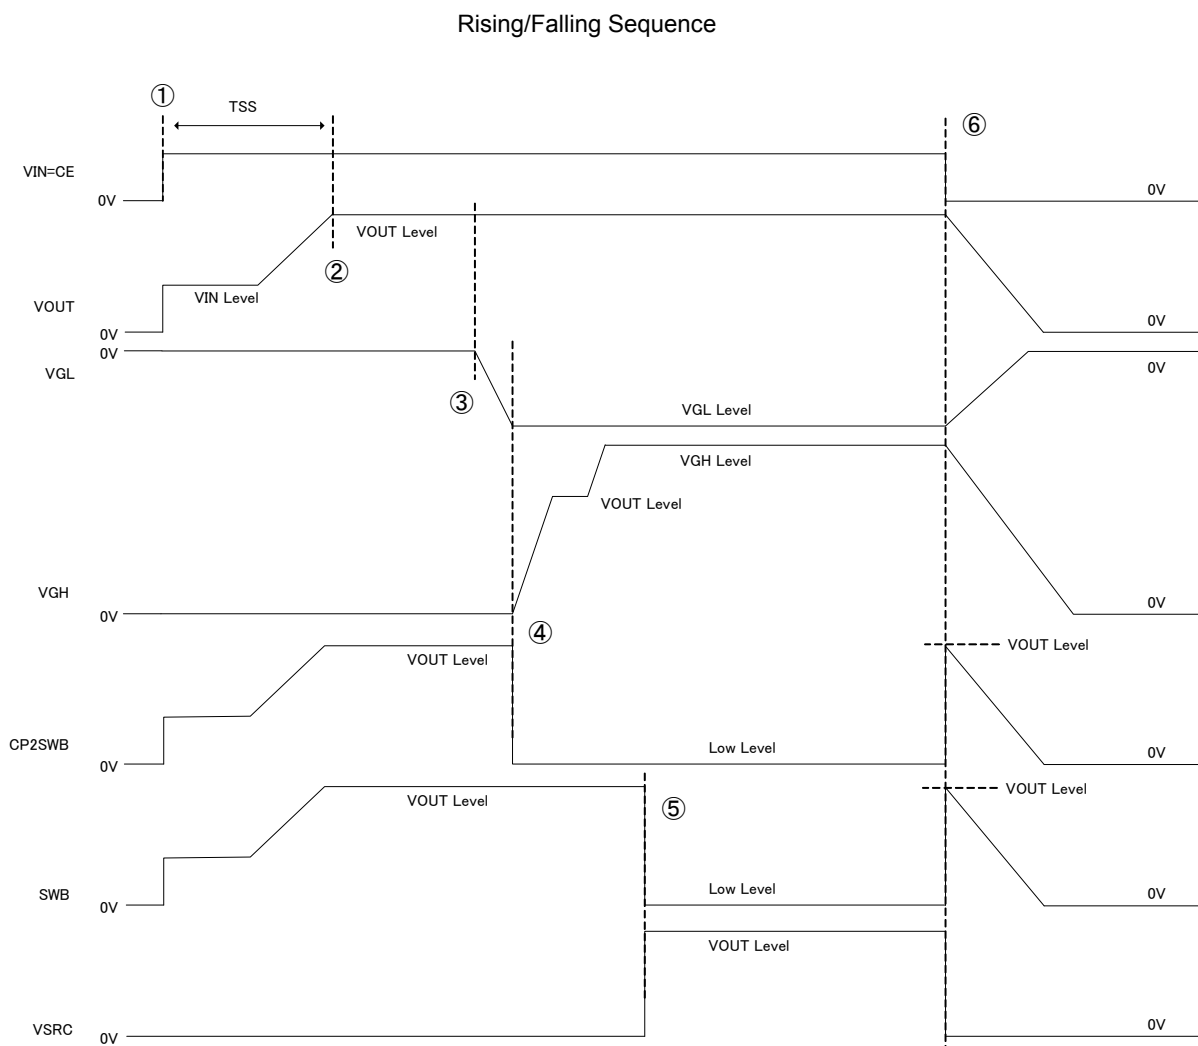 Rising/Falling Sequence
①
TSS
⑥
VIN=CE
0V
0V
VOUT Level
②
VIN Level
VOUT
0V
0V
0V
VGL
0V
③
VGL Level
VGH Level
VOUT Level
VGH
0V
0V
④
VOUT Level
VOUT Level
CP2SWB
0V
Low Level
0V
VOUT Level
VOUT Level
⑤
SWB
0V
Low Level
0V
VOUT Level
VSRC
0V
0V